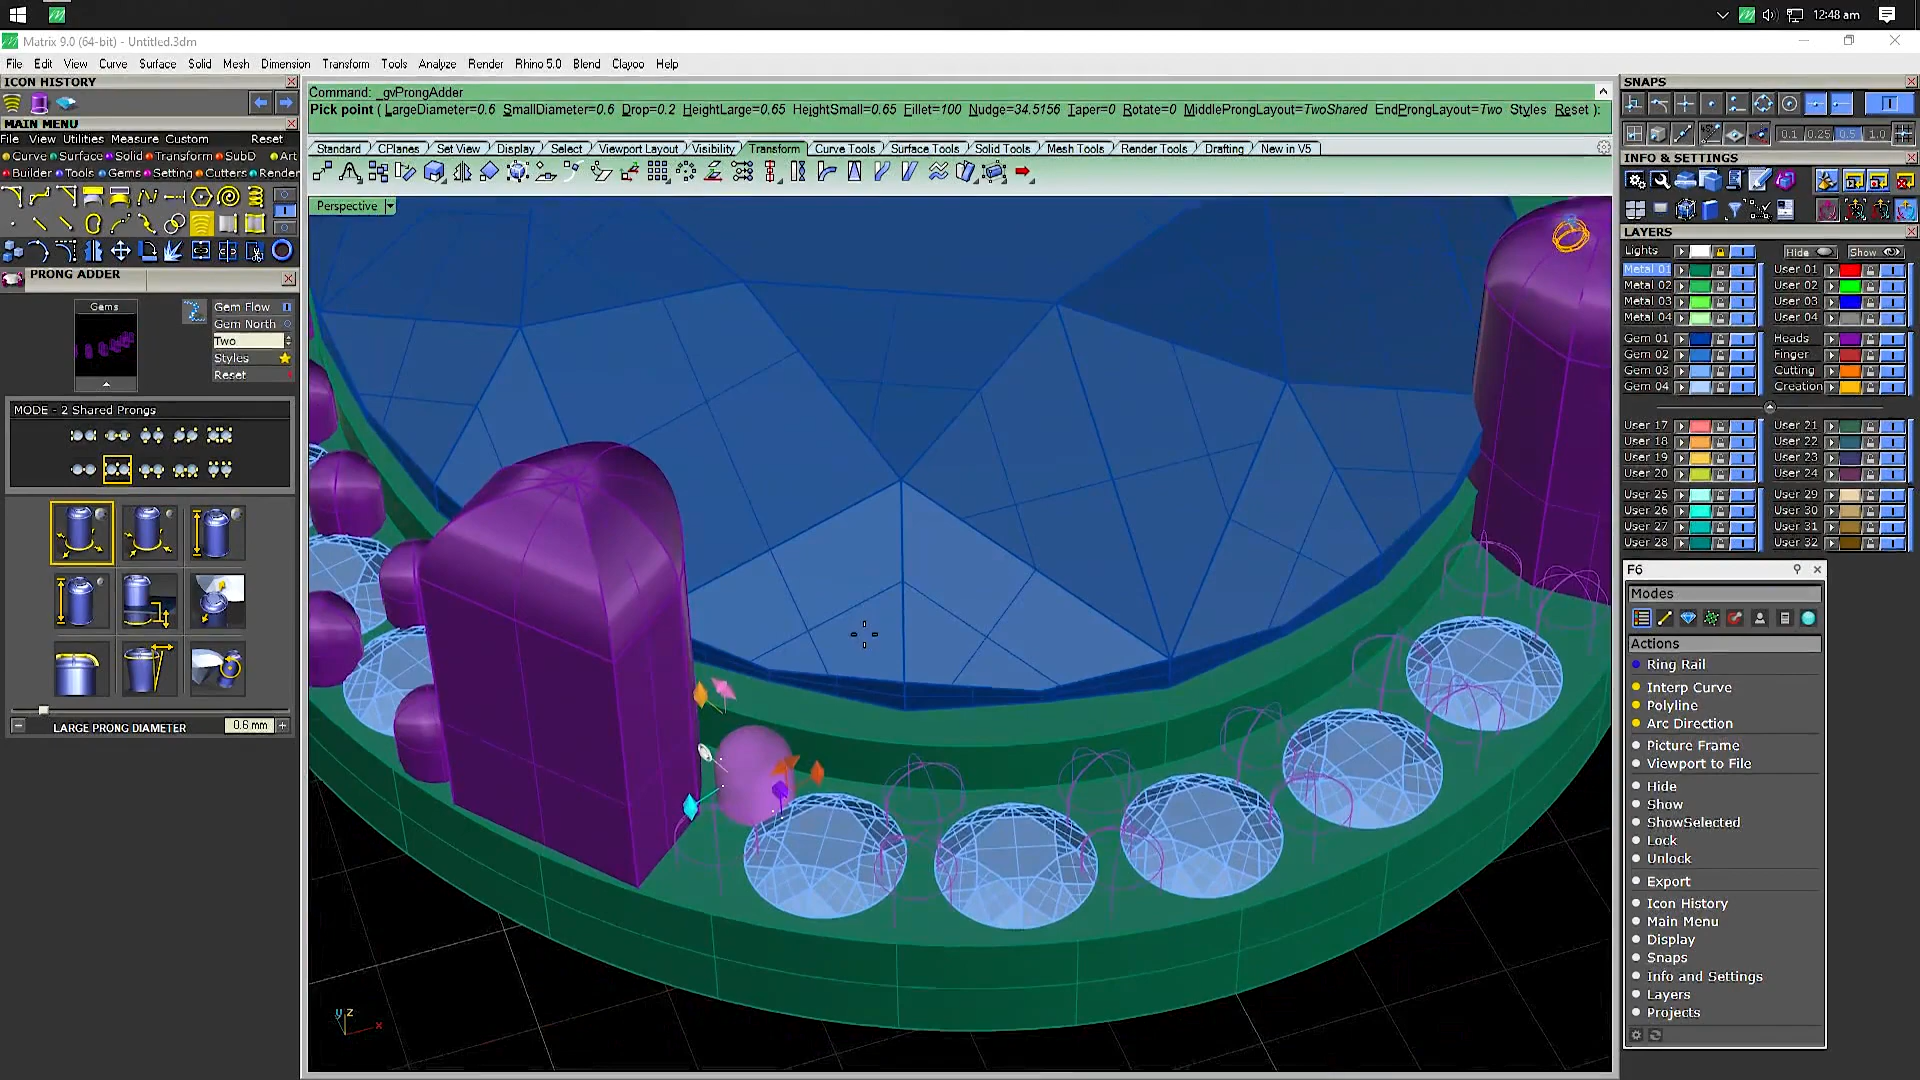 12:48 am
Matrix 9.0 (64-bit) - Untitled.3dm
File Edit View Curve Surface Solid Mesh Dimension Transform Tools Analyze Render Rhino 5.0 Blend Clayoo Help
ICON HISTORY
MAIN MENU
File View Utilities Measure Custom Reset
Curve Surface Solid Transform SubD Art
Builder Tools Gems Setting Cutters Render
PRONG ADDER
Gems
Gem Flow
Gem North
Two
Styles
Reset
MODE - 2 Shared Prongs
LARGE PRONG DIAMETER 0.6 mm
Command: _gvProngAdder
Pick point ( LargeDiameter=0.6 SmallDiameter=0.6 Drop=0.2 HeightLarge=0.65 HeightSmall=0.65 Fillet=100 Nudge=34.5156 Taper=0 Rotate=0 MiddleProngLayout=TwoShared EndProngLayout=Two Styles Reset ):
Standard CPlanes Set View Display Select Viewport Layout Visibility Transform Curve Tools Surface Tools Solid Tools Mesh Tools Render Tools Drafting New in V5
Perspective
y z
x
SNAPS
0.1 0.25 0.5 1.0
INFO & SETTINGS
LAYERS
Lights Hide Show
Metal 01 User 01
Metal 02 User 02
Metal 03 User 03
Metal 04 User 04
Gem 01 Heads
Gem 02 Finger
Gem 03 Cutting
Gem 04 Creation
User 17 User 21
User 18 User 22
User 19 User 23
User 20 User 24
User 25 User 29
User 26 User 30
User 27 User 31
User 28 User 32
F6
Modes
Actions
Ring Rail
Interp Curve
Polyline
Arc Direction
Picture Frame
Viewport to File
Hide
Show
ShowSelected
Lock
Unlock
Export
Icon History
Main Menu
Display
Snaps
Info and Settings
Layers
Projects